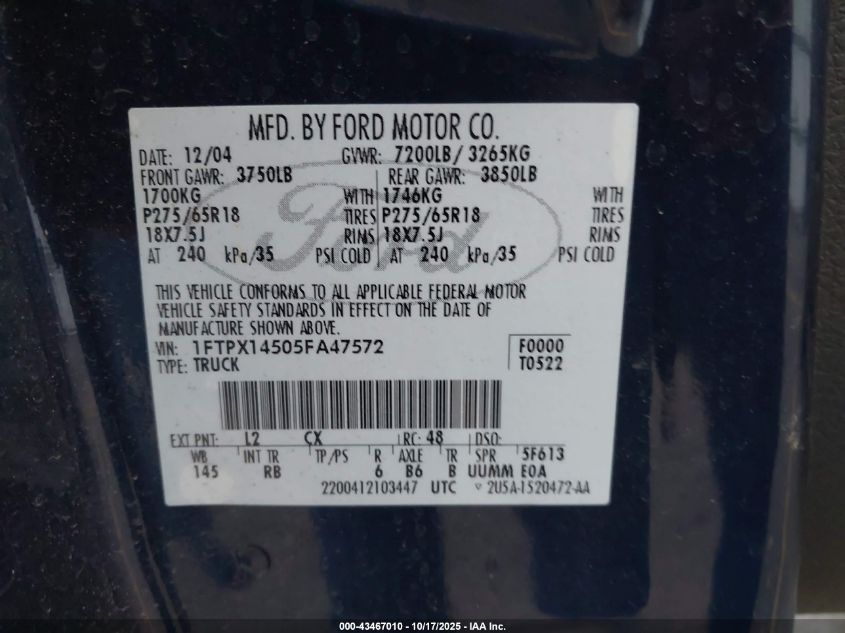 MFD. BY FORD MOTOR CO.
DATE: 12/04 GVWR: 7200LB/ 3265KG
FRONT GAWR: 3750LB REAR GAWR: 3850LB
1700KG WITH 1746KG WITH
P275/65R18 TIRES P275/65R18 TIRES
18X7.5J RIMS 18X7.5J RIMS
AT 240 kPa/35 PSI COLD AT 240 kPa/35 PSI COLD
Ford
THIS VEHICLE CONFORMS TO ALL APPLICABLE FEDERAL MOTOR
VEHICLE SAFETY STANDARDS IN EFFECT ON THE DATE OF
MANUFACTURE SHOWN ABOVE.
VIN: 1FTPX14505FA47572 F0000
TYPE: TRUCK T0522
EXT PNT: L2 CX RC: 48 DSO:
WB INT TR TP/PS R AXLE TR SPR 5F613
145 RB 6 B6 B UUMM E0A
2200412103447 UTC 2U5A-1520472-AA
000-43467010 - 10/17/2025 - IAA Inc.